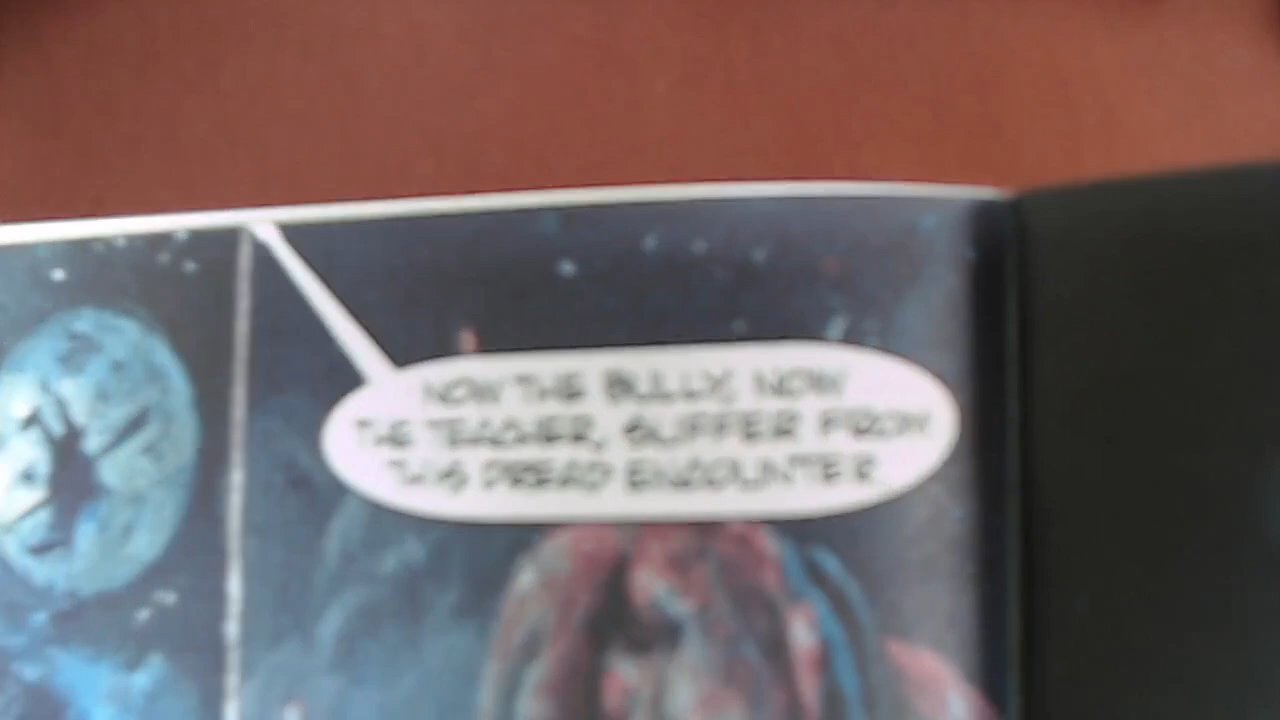 NOW THE BULLY, NOW
THE TEACHER, SUFFER FROM
THIS DREAD ENCOUNTER